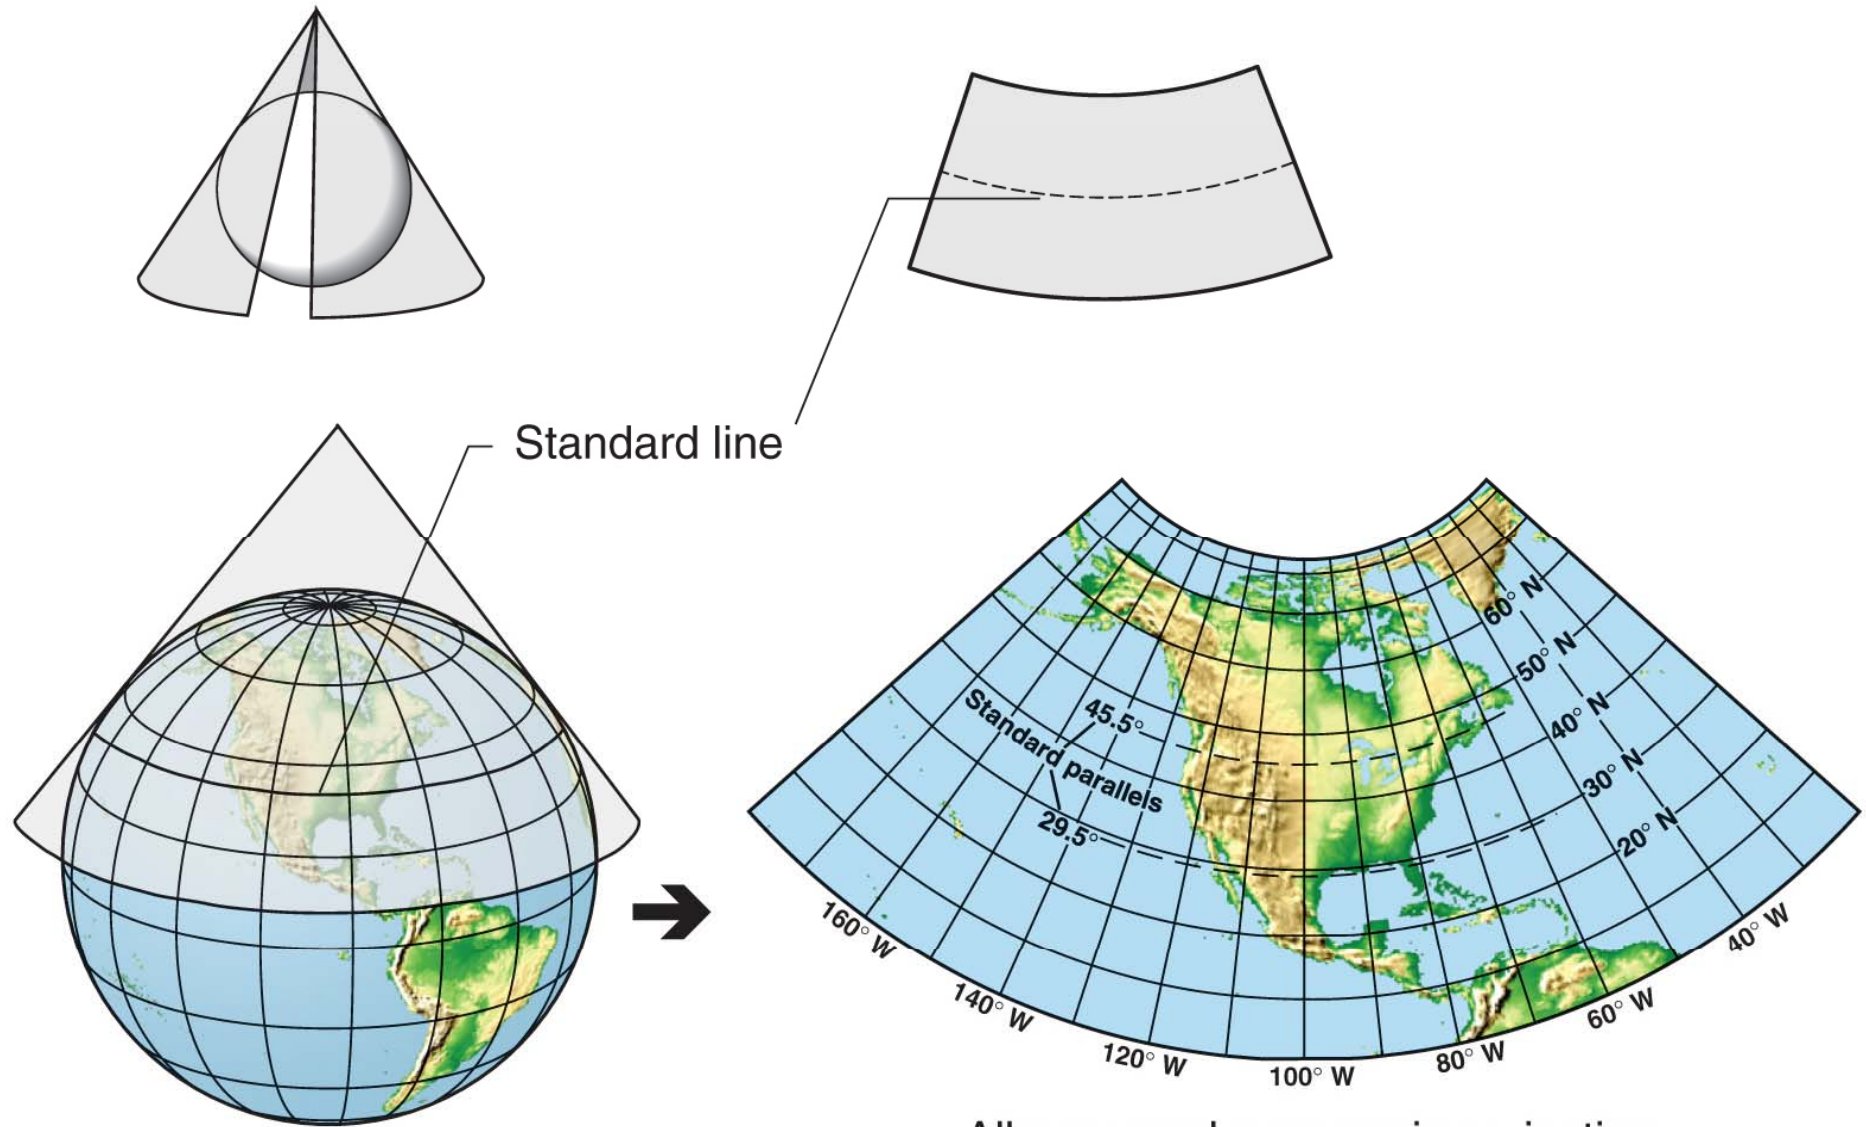 Standard line
60° N
50° N
40° N
30° N
20° N
45.5°
Standard parallels
29.5°
160° W
140° W
120° W
100° W
80° W
60° W
40° W